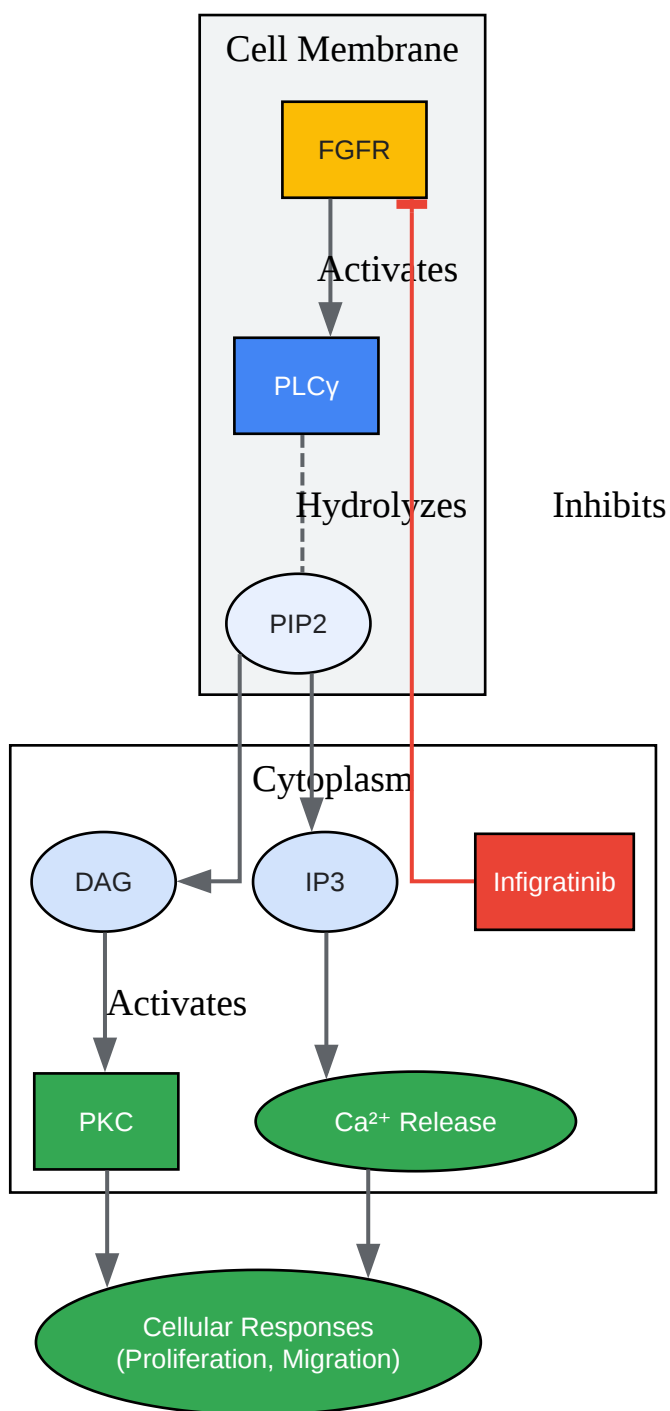 Cell Membrane
FGFR
Activates
PLCγ
Hydrolyzes
Inhibits
PIP2
Cytoplasm
DAG
IP3
Infigratinib
Activates
PKC
Ca²⁺ Release
Cellular Responses
(Proliferation, Migration)